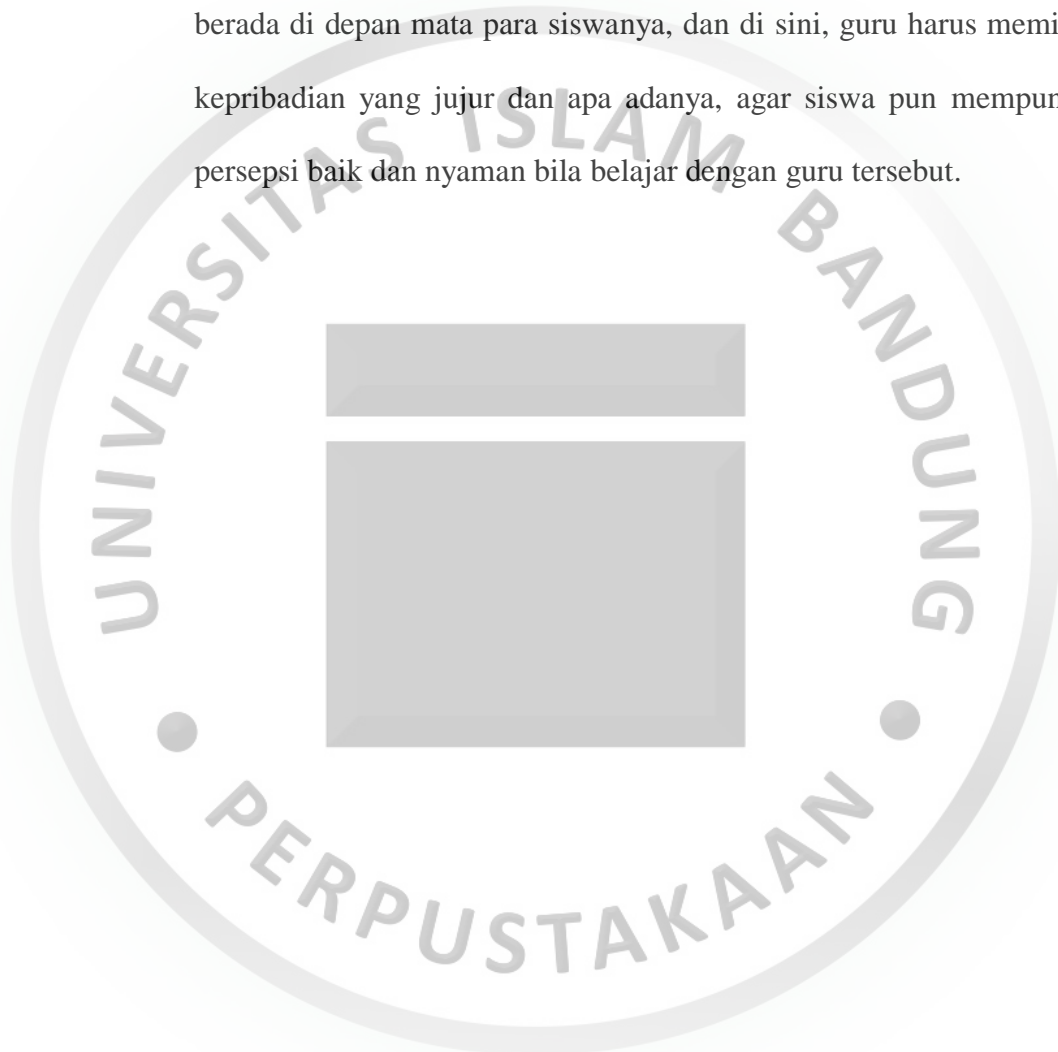 berada di depan mata para siswanya, dan di sini, guru harus memi
kepribadian yang jujur dan apa adanya, agar siswa pun mempun
persepsi baik dan nyaman bila belajar dengan guru tersebut.
UNIVERSITAS ISLAM BANDUNG
PERPUSTAKAAN